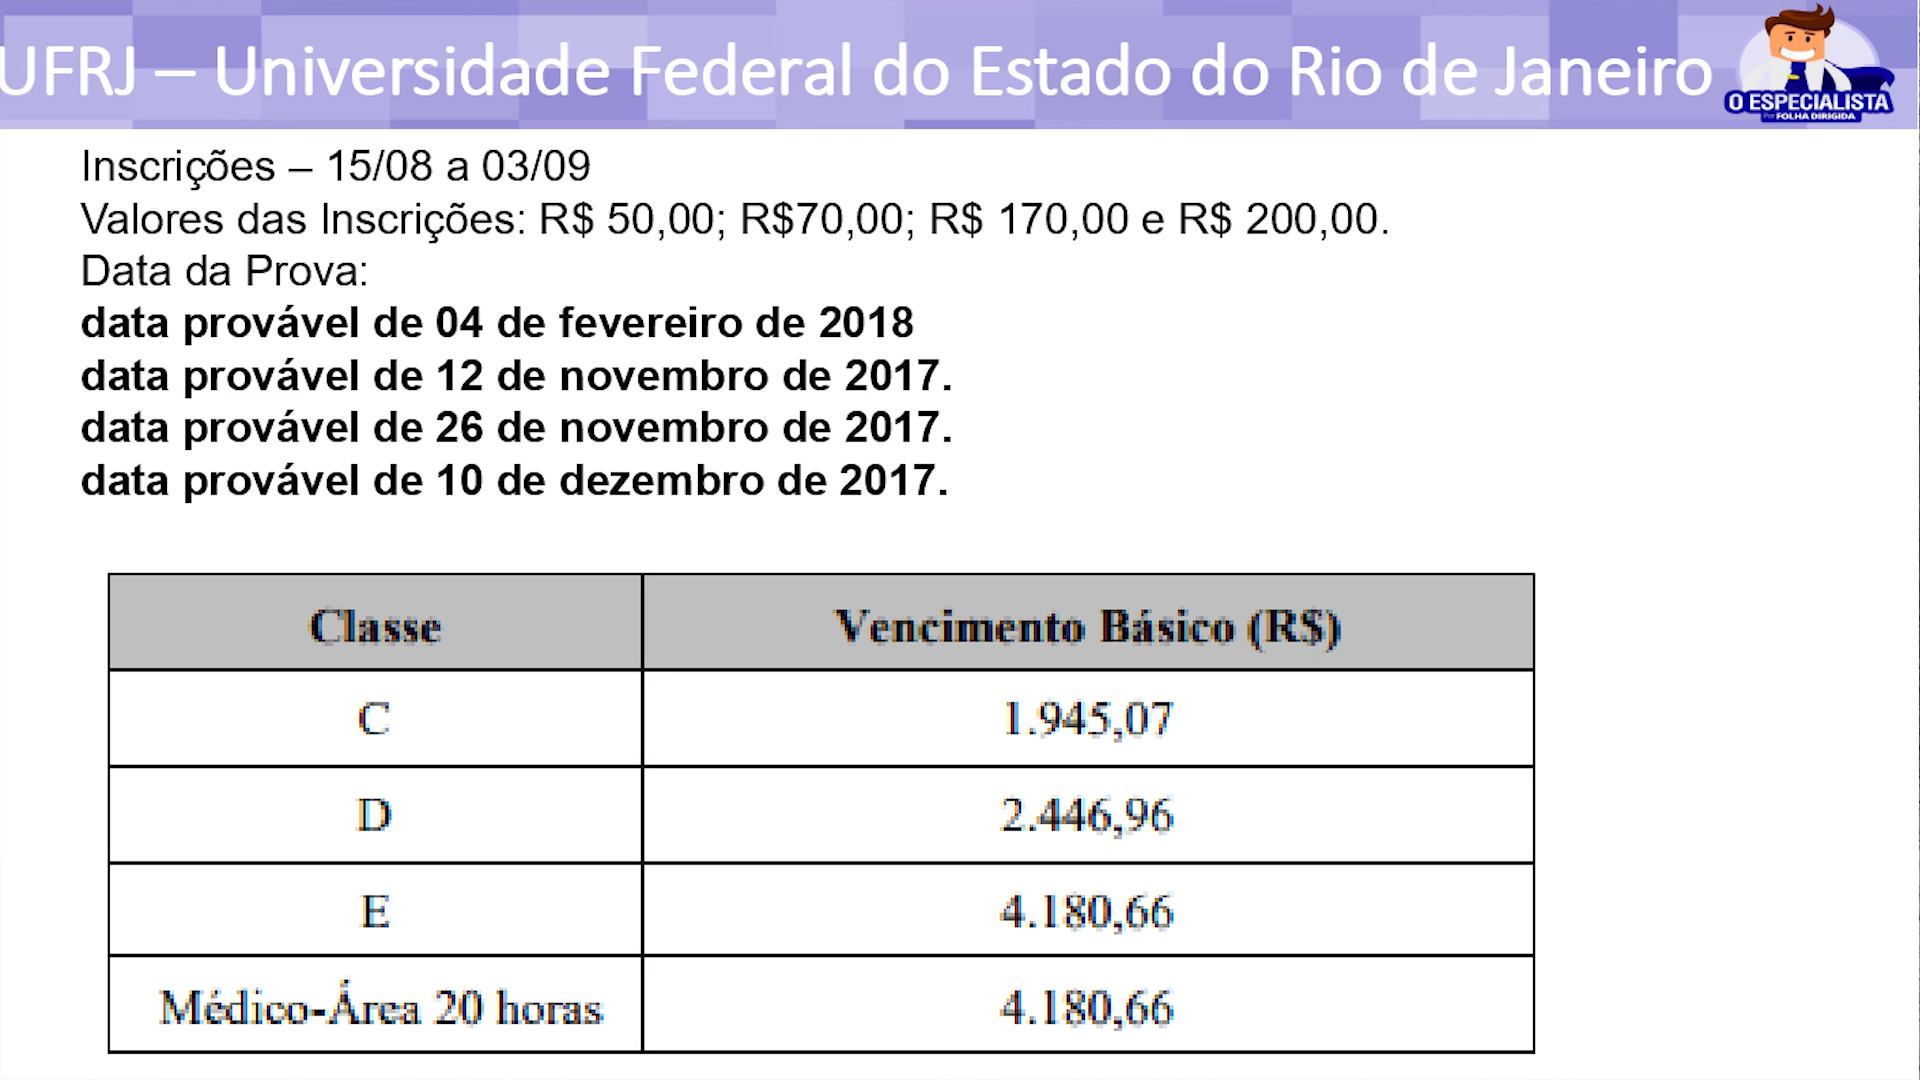 UFRJ – Universidade Federal do Estado do Rio de Janeiro
O ESPECIALISTA
Por FOLHA DIRIGIDA
Inscrições – 15/08 a 03/09
Valores das Inscrições: R$ 50,00; R$70,00; R$ 170,00 e R$ 200,00.
Data da Prova:
data provável de 04 de fevereiro de 2018
data provável de 12 de novembro de 2017.
data provável de 26 de novembro de 2017.
data provável de 10 de dezembro de 2017.
Classe Vencimento Básico (R$)
C 1.945,07
D 2.446,96
E 4.180,66
Médico-Área 20 horas 4.180,66